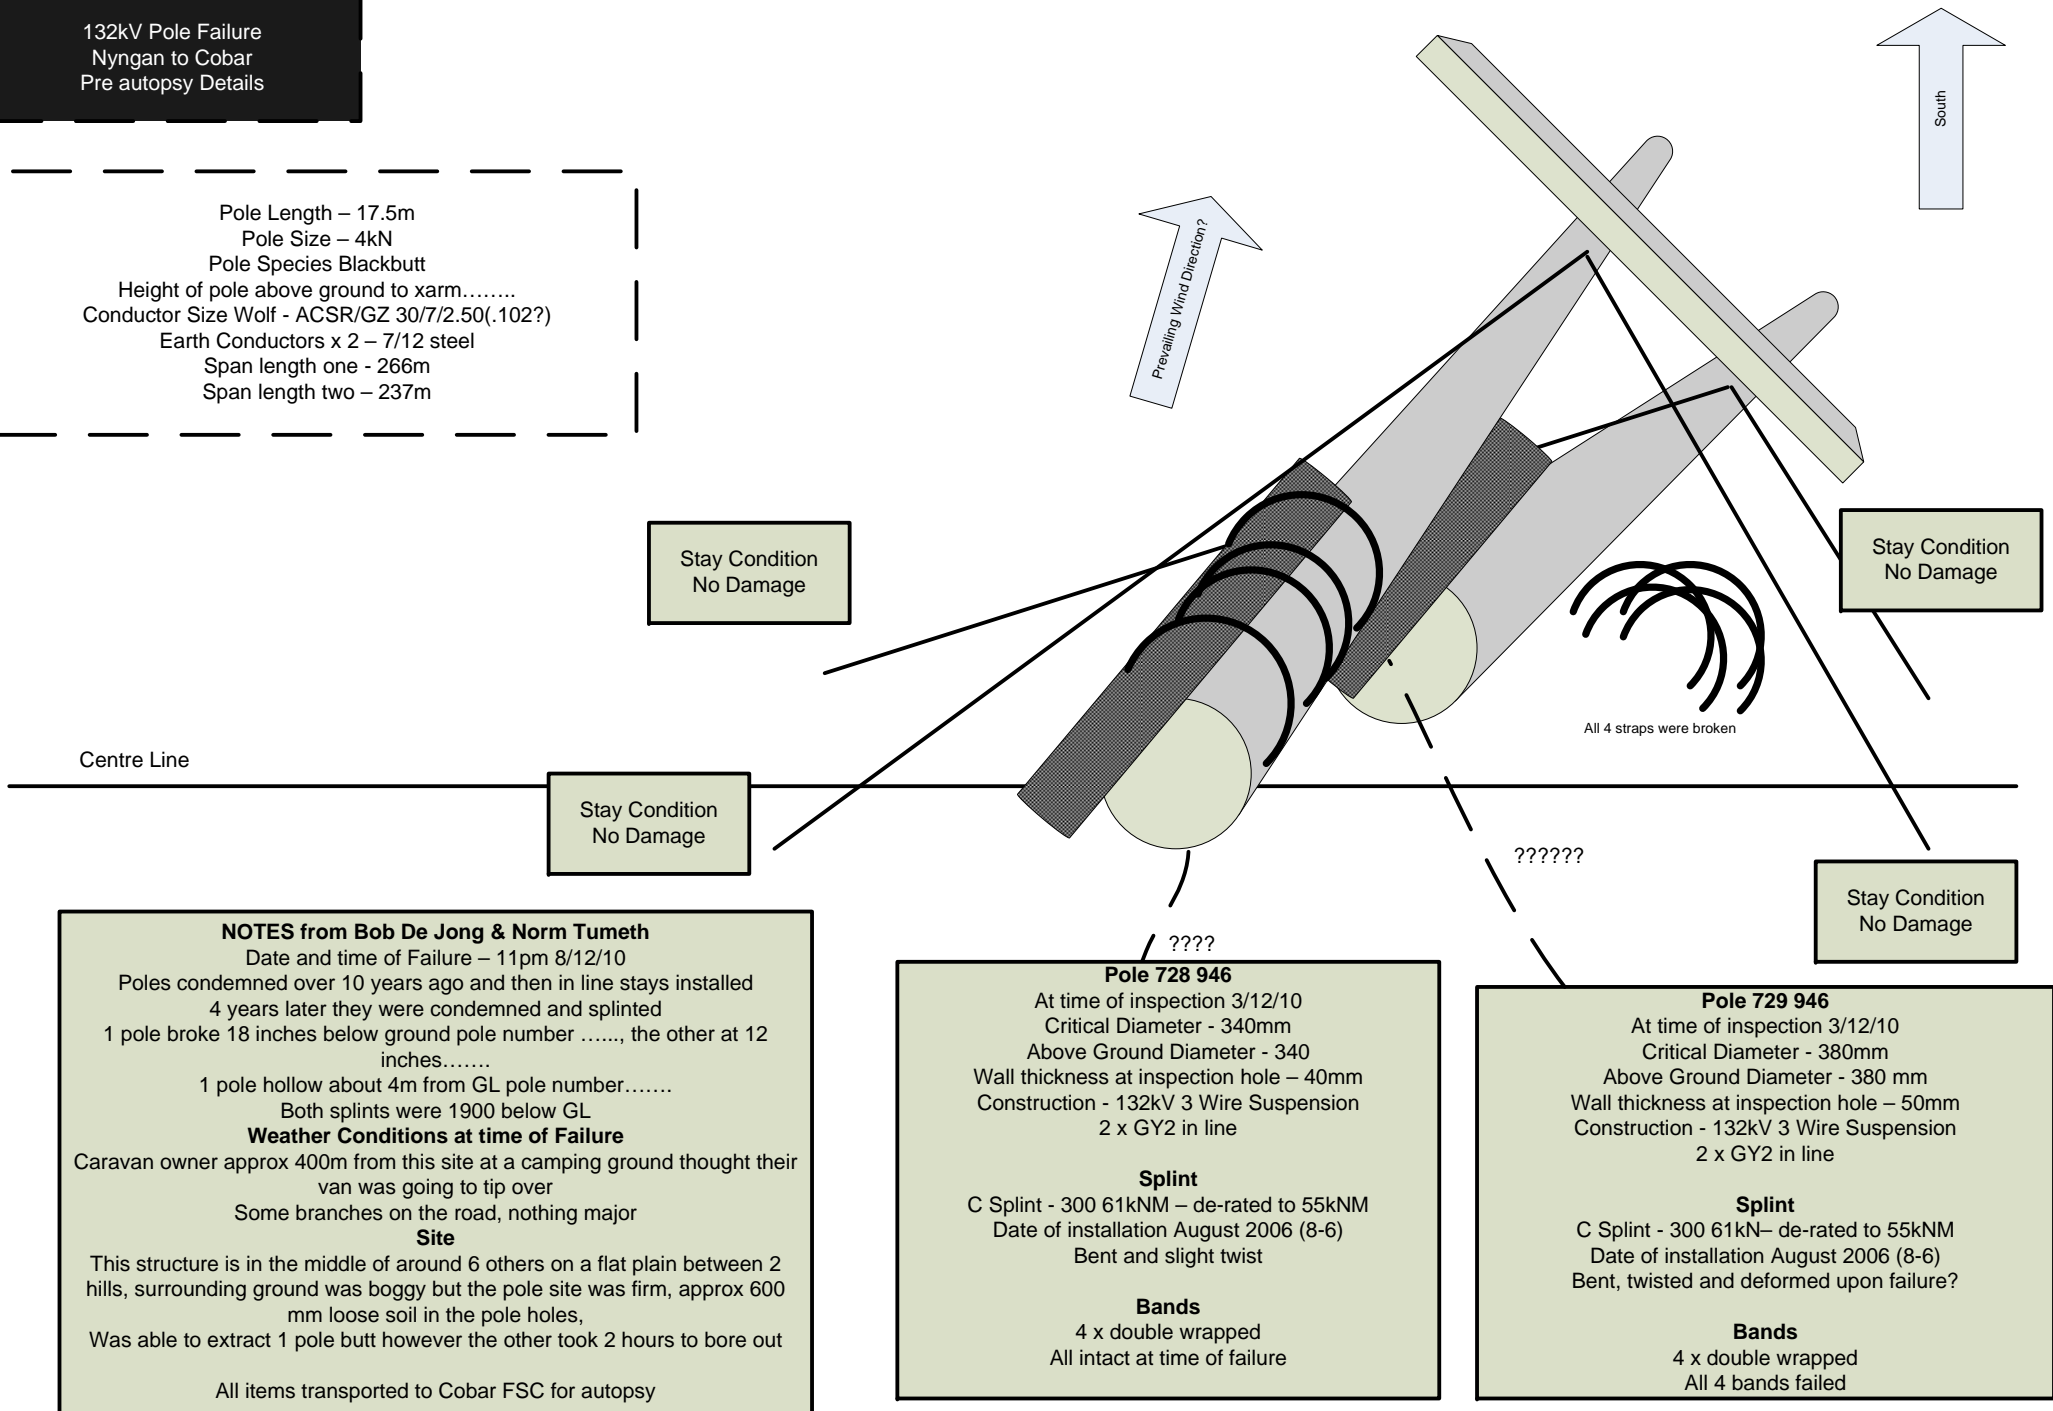 132kV Pole Failure
Nyngan to Cobar
Pre autopsy Details
South
Pole Length – 17.5m
Pole Size – 4kN
Pole Species Blackbutt
Height of pole above ground to xarm……..
Conductor Size Wolf - ACSR/GZ 30/7/2.50(.102?)
Earth Conductors x 2 – 7/12 steel
Span length one - 266m
Span length two – 237m
Prevailing Wind Direction?
Stay Condition
No Damage
Stay Condition
No Damage
All 4 straps were broken
Centre Line
Stay Condition
No Damage
??????
Stay Condition
No Damage
????
NOTES from Bob De Jong & Norm Tumeth
Date and time of Failure – 11pm 8/12/10
Poles condemned over 10 years ago and then in line stays installed
4 years later they were condemned and splinted
1 pole broke 18 inches below ground pole number …..., the other at 12
inches…….
1 pole hollow about 4m from GL pole number…….
Both splints were 1900 below GL
Weather Conditions at time of Failure
Caravan owner approx 400m from this site at a camping ground thought their
van was going to tip over
Some branches on the road, nothing major
Site
This structure is in the middle of around 6 others on a flat plain between 2
hills, surrounding ground was boggy but the pole site was firm, approx 600
mm loose soil in the pole holes,
Was able to extract 1 pole butt however the other took 2 hours to bore out
All items transported to Cobar FSC for autopsy
Pole 728 946
At time of inspection 3/12/10
Critical Diameter - 340mm
Above Ground Diameter - 340
Wall thickness at inspection hole – 40mm
Construction - 132kV 3 Wire Suspension
2 x GY2 in line
Splint
C Splint - 300 61kNM – de-rated to 55kNM
Date of installation August 2006 (8-6)
Bent and slight twist
Bands
4 x double wrapped
All intact at time of failure
Pole 729 946
At time of inspection 3/12/10
Critical Diameter - 380mm
Above Ground Diameter - 380 mm
Wall thickness at inspection hole – 50mm
Construction - 132kV 3 Wire Suspension
2 x GY2 in line
Splint
C Splint - 300 61kN– de-rated to 55kNM
Date of installation August 2006 (8-6)
Bent, twisted and deformed upon failure?
Bands
4 x double wrapped
All 4 bands failed